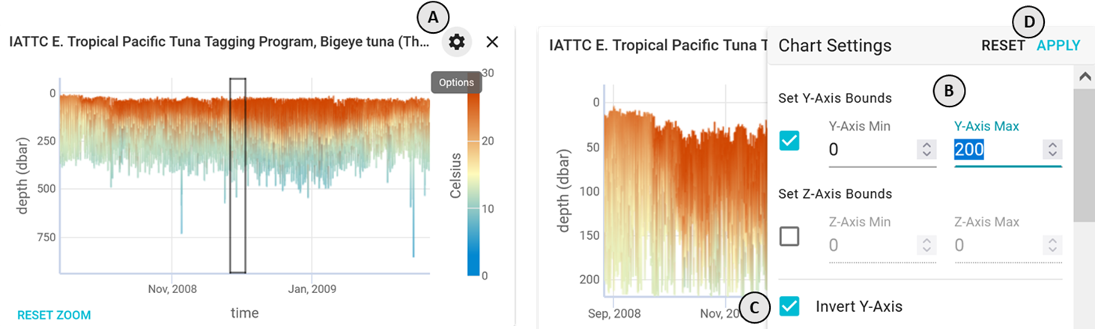 A
IATTC E. Tropical Pacific Tuna Tagging Program, Bigeye tuna (Th...
Options
0
250
500
750
depth (dbar)
Nov, 2008
Jan, 2009
time
RESET ZOOM
30
20
10
0
Celsius
IATTC E. Tropical Pacific Tuna T
0
50
100
150
200
depth (dbar)
Sep, 2008
Nov, 20
D
Chart Settings
RESET
APPLY
B
Set Y-Axis Bounds
Y-Axis Min
0
Y-Axis Max
200
Set Z-Axis Bounds
Z-Axis Min
0
Z-Axis Max
0
C
Invert Y-Axis